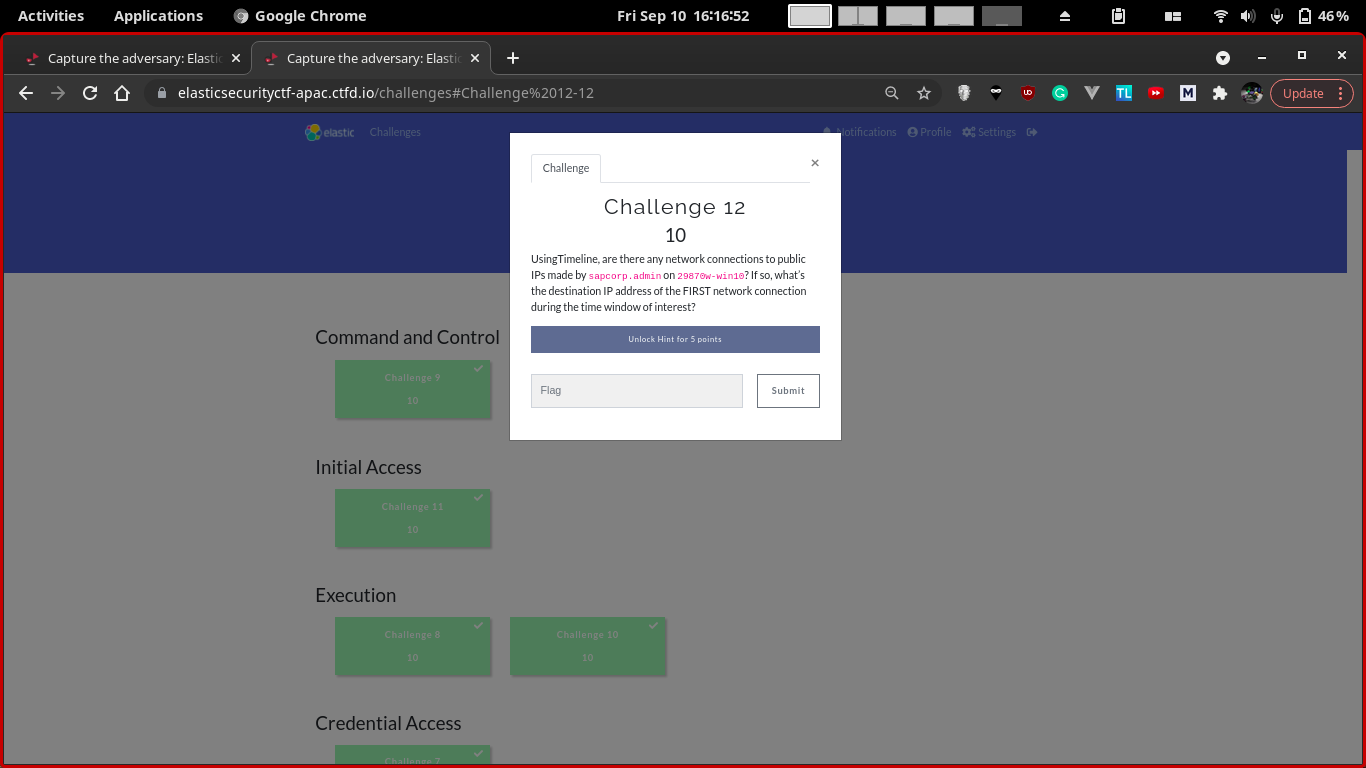 Activities Applications Google Chrome Fri Sep 10 16:16:52 46 %
Capture the adversary: Elastic Capture the adversary: Elastic
elasticsecurityctf-apac.ctfd.io/challenges#Challenge%2012-12 UD TL M Update
elastic Challenges Notifications Profile Settings
Challenge ×
Challenge 12
10
UsingTimeline, are there any network connections to public
IPs made by sapcorp.admin on 29870w-win10? If so, what's
the destination IP address of the FIRST network connection
during the time window of interest?
Unlock Hint for 5 points
Flag Submit
Command and Control
Challenge 9
10
Initial Access
Challenge 11
10
Execution
Challenge 8 Challenge 10
10 10
Credential Access
Challenge 7